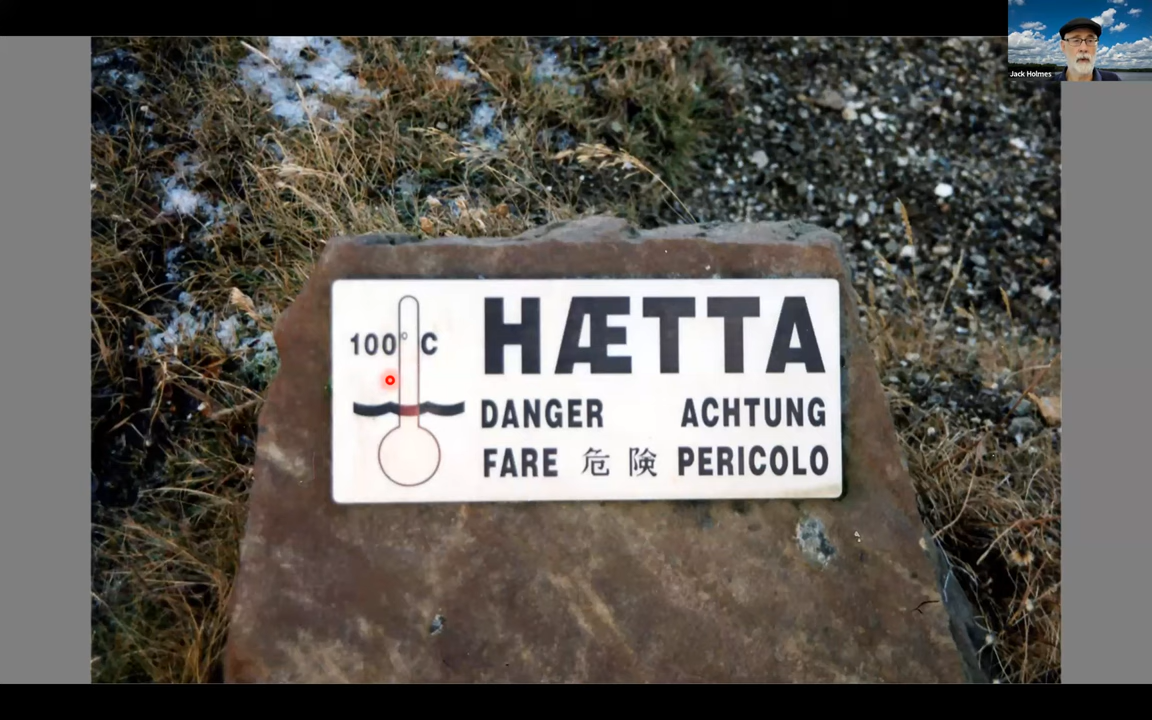 Jack Holmes
100°C
HÆTTA
DANGER ACHTUNG
FARE 危険 PERICOLO